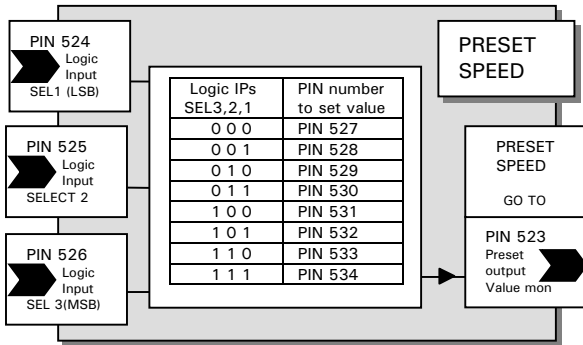 PIN 524
Logic
Input
SEL1 (LSB)
PIN 525
Logic
Input
SELECT 2
PIN 526
Logic
Input
SEL 3(MSB)
Logic IPs PIN number
SEL3,2,1 to set value
0 0 0 PIN 527
0 0 1 PIN 528
0 1 0 PIN 529
0 1 1 PIN 530
1 0 0 PIN 531
1 0 1 PIN 532
1 1 0 PIN 533
1 1 1 PIN 534
PRESET
SPEED
PRESET
SPEED
GO TO
PIN 523
Preset
output
Value mon